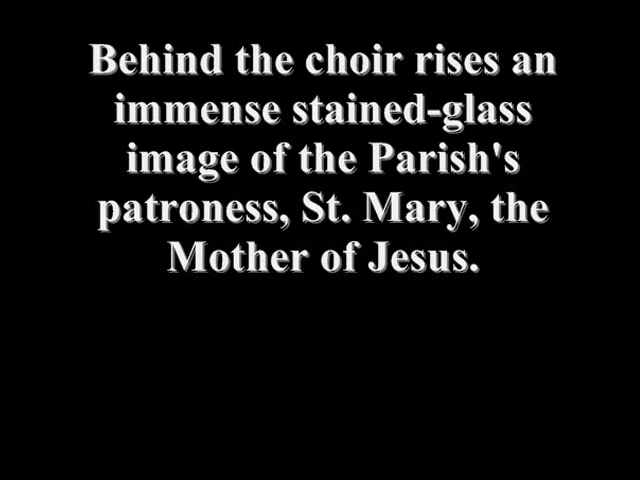 Behind the choir rises an
immense stained-glass
image of the Parish's
patroness, St. Mary, the
Mother of Jesus.